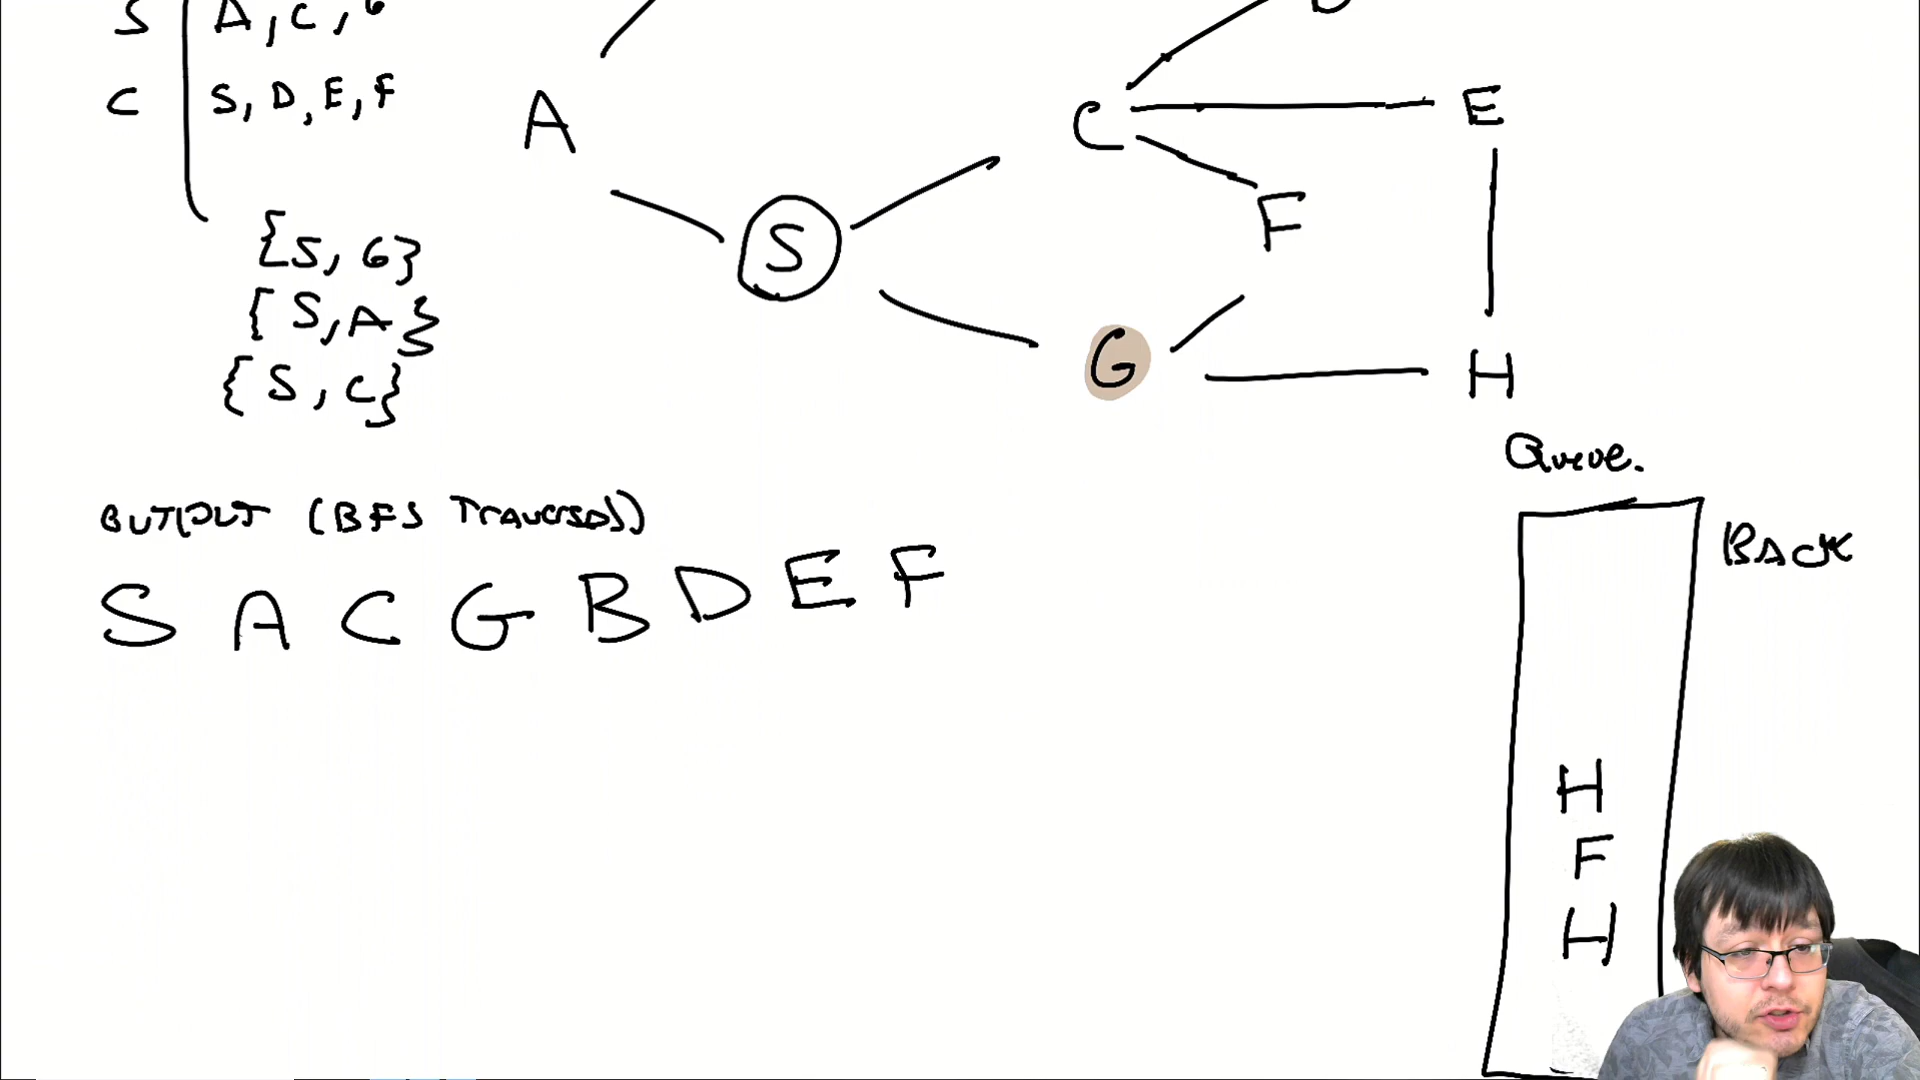 S | A, C, G
C | S, D, E, F
{S, G}
{S, A}
{S, C}
A
S
C
D
E
F
G
H
Queue.
BACK
OUTPUT (BFS Traversal)
S A C G B D E F
H
F
H